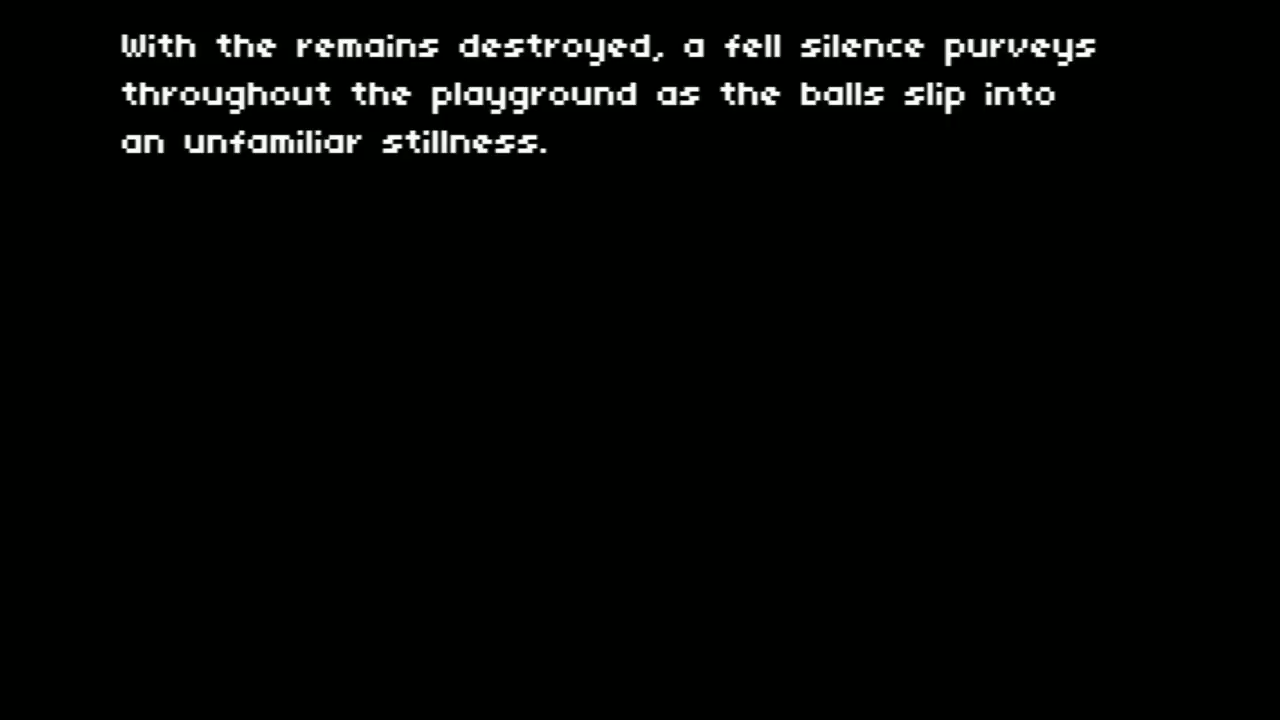 With the remains destroyed, a fell silence purveys
throughout the playground as the balls slip into
an unfamiliar stillness.